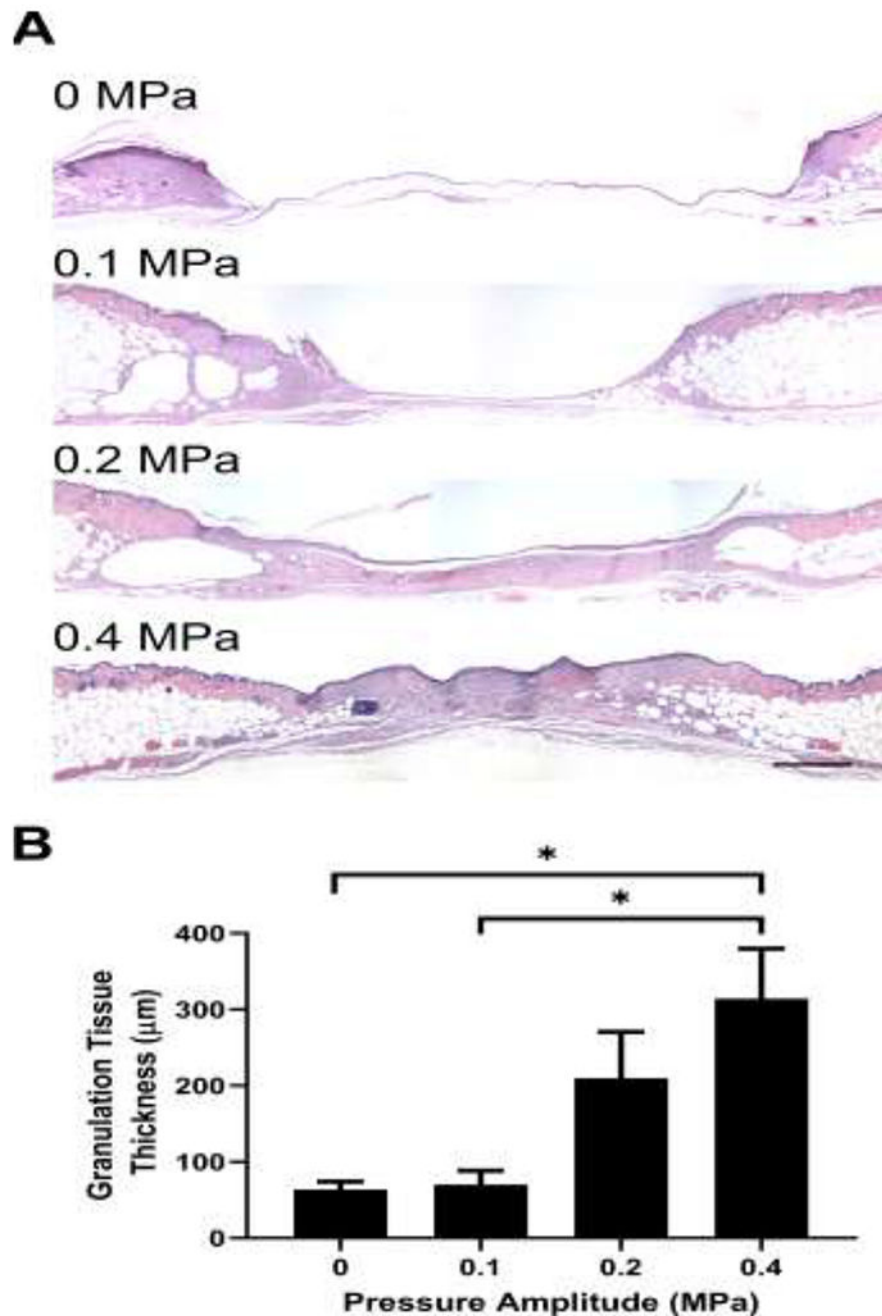 A
0 MPa
0.1 MPa
0.2 MPa
0.4 MPa
B
*
*
400
300
200
100
0
Granulation Tissue
Thickness (μm)
0 0.1 0.2 0.4
Pressure Amplitude (MPa)